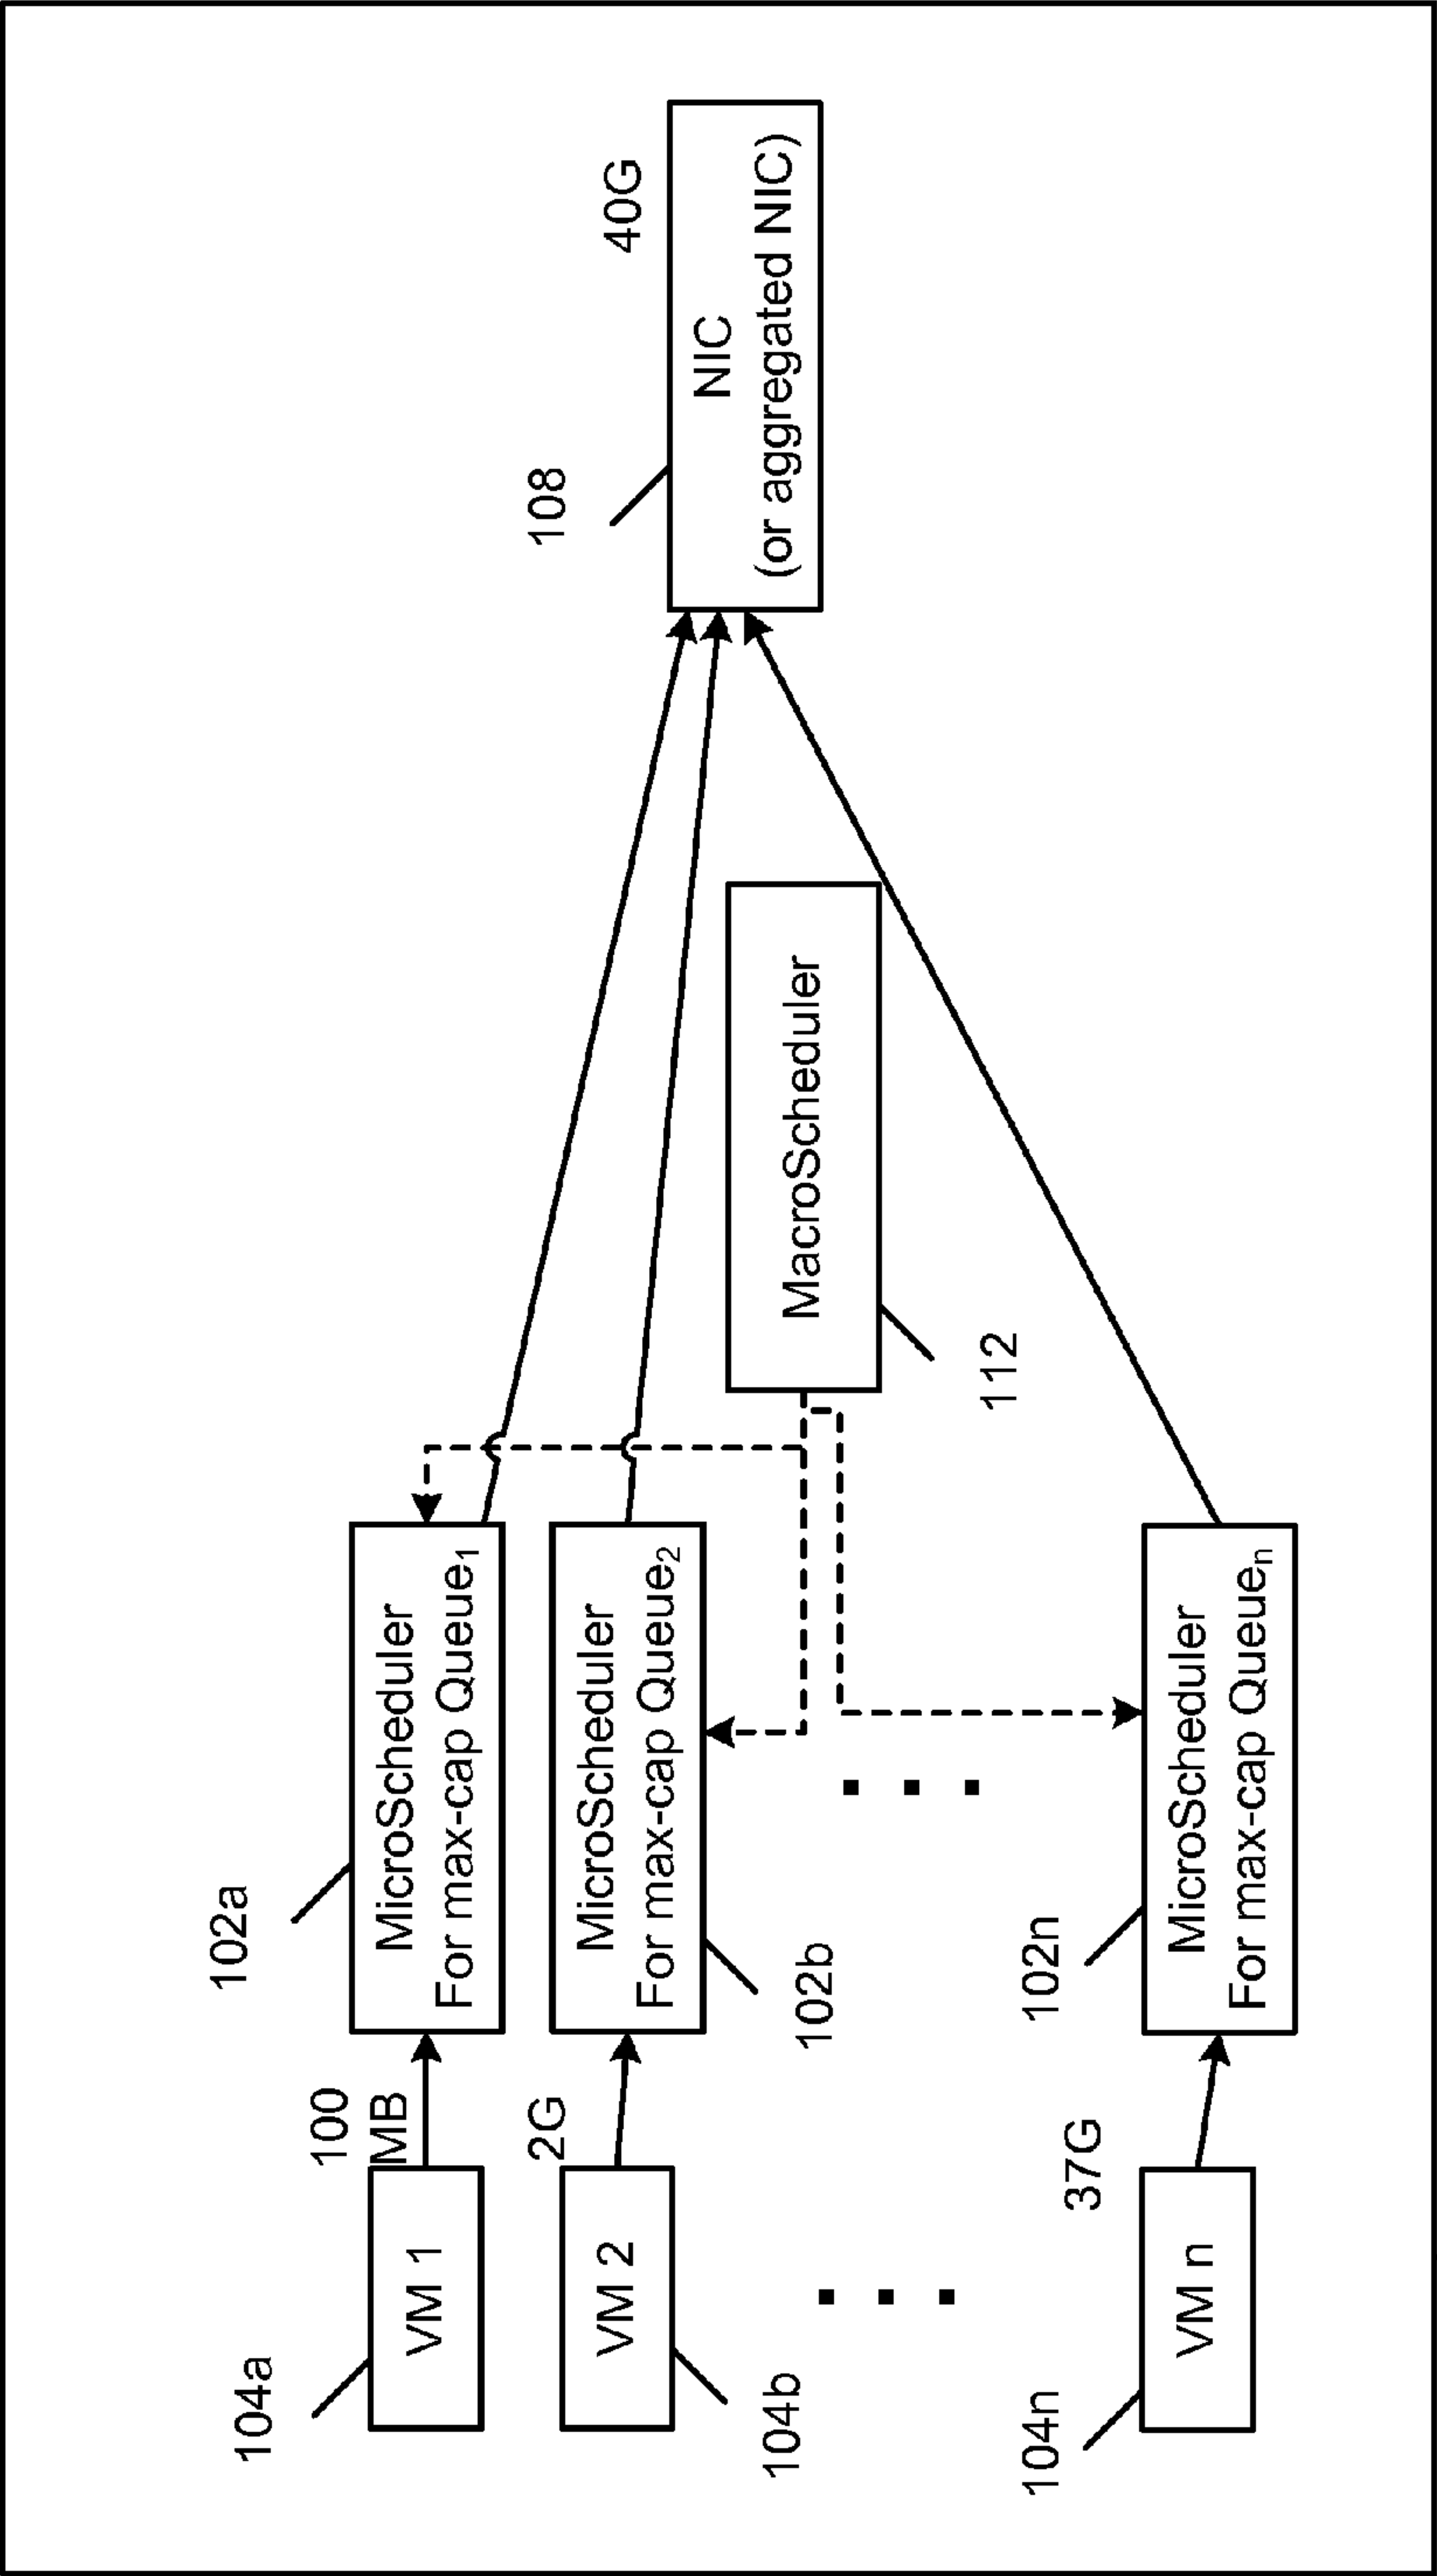 104a
VM 1
100
MB
102a
MicroScheduler
For max-cap Queue1
104b
VM 2
2G
102b
MicroScheduler
For max-cap Queue2
MacroScheduler
112
108
40G
NIC
(or aggregated NIC)
104n
VM n
37G
102n
MicroScheduler
For max-cap Queuen